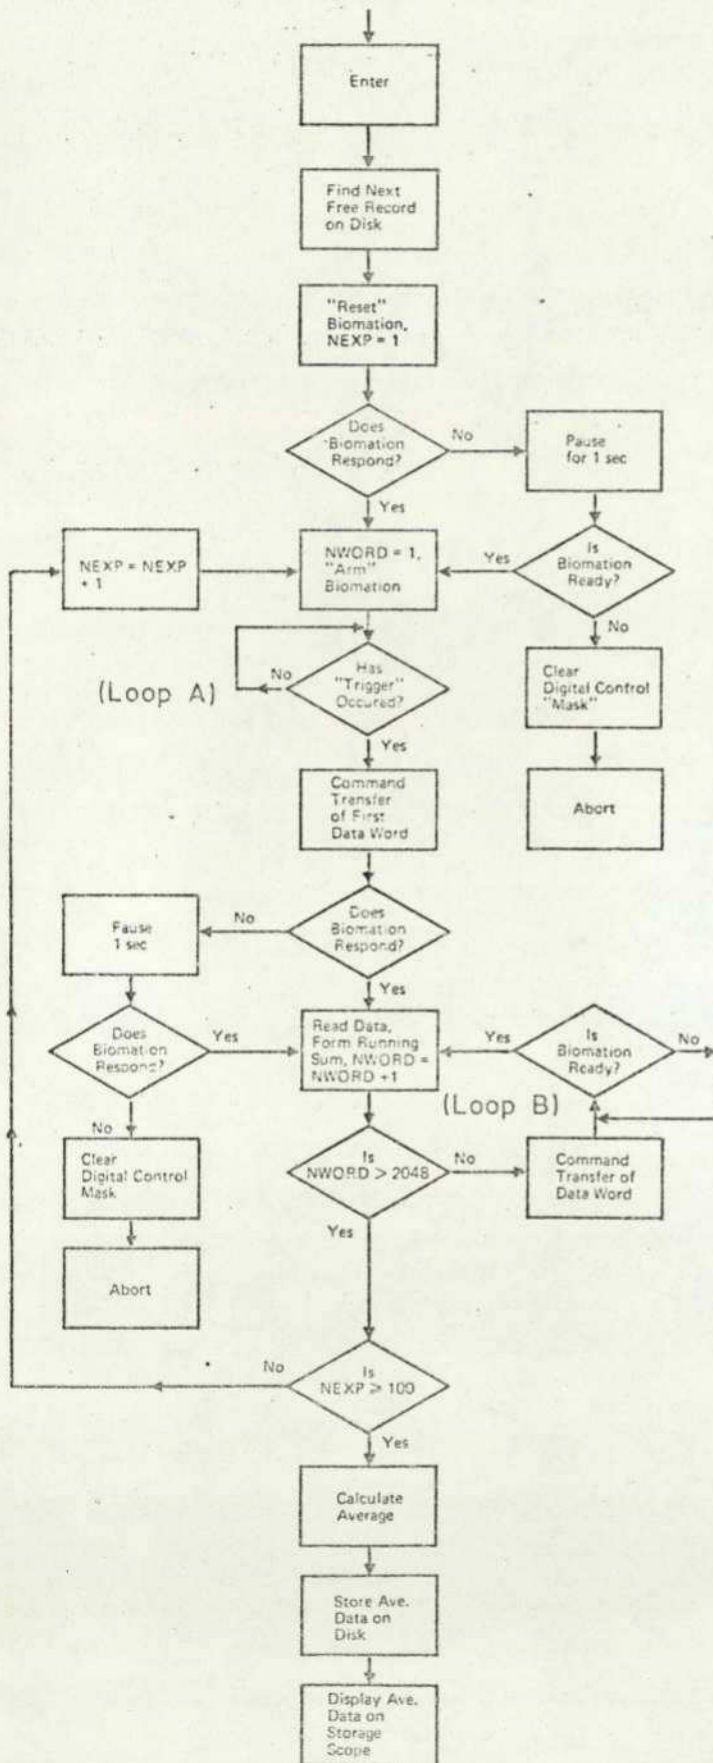 Enter
Find Next
Free Record
on Disk
"Reset"
Biomation,
NEXP = 1
Does
Biomation
Respond?
No
Pause
for 1 sec
Yes
NEXP = NEXP
+ 1
NWORD = 1,
"Arm"
Biomation
Yes
Is
Biomation
Ready?
No
(Loop A)
No
Has
"Trigger"
Occured?
Yes
Clear
Digital Control
"Mask"
Command
Transfer
of First
Data Word
Abort
Pause
1 sec
No
Does
Biomation
Respond?
Yes
Does
Biomation
Respond?
Yes
Read Data,
Form Running
Sum, NWORD =
NWORD +1
Yes
Is
Biomation
Ready?
No
(Loop B)
No
Clear
Digital Control
Mask
Is
NWORD > 2048
No
Command
Transfer of
Data Word
Yes
Abort
No
Is
NEXP ⩾ 100
Yes
Calculate
Average
Store Ave.
Data on
Disk
Display Ave.
Data on
Storage
Scope